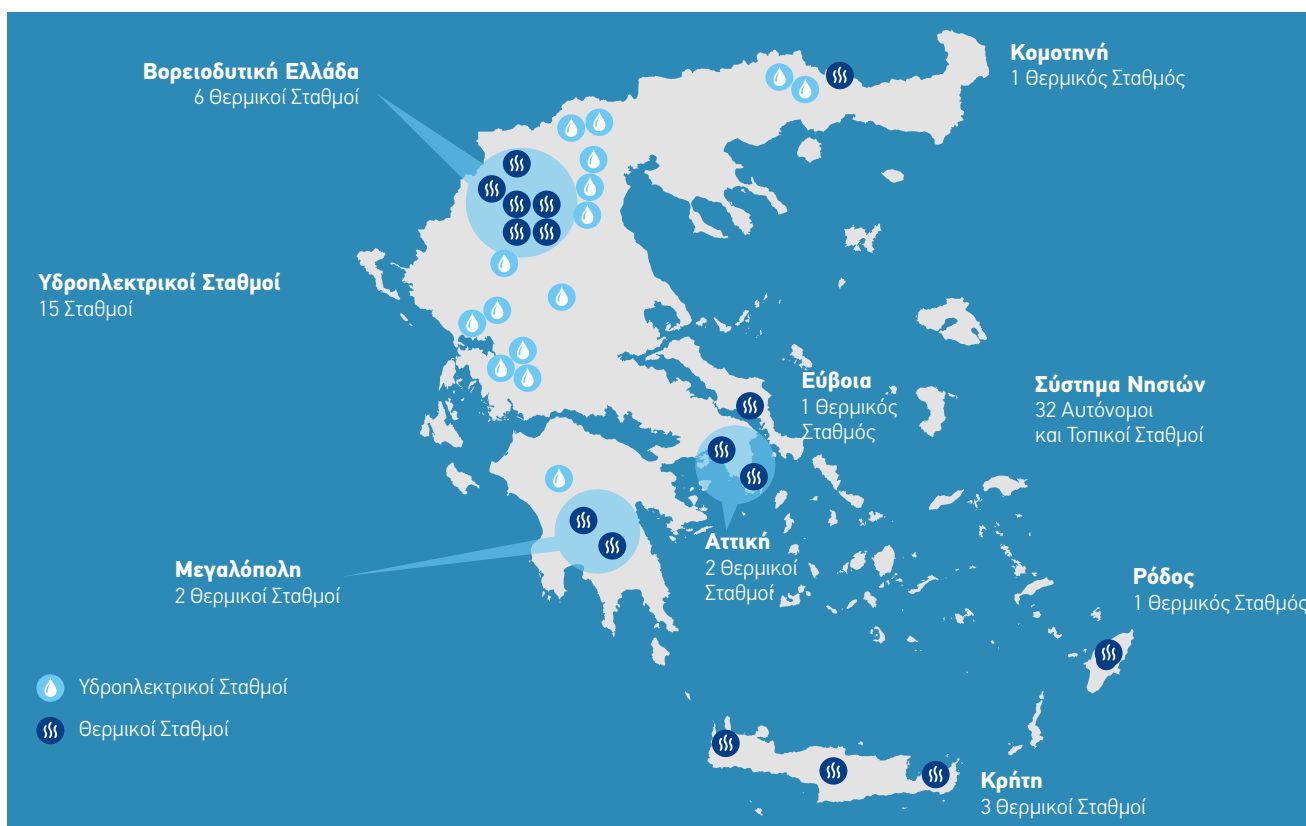 Κομοτηνή
1 Θερμικός Σταθμός
Βορειοδυτική Ελλάδα
6 Θερμικοί Σταθμοί
Υδροηλεκτρικοί Σταθμοί
15 Σταθμοί
Εύβοια
1 Θερμικός
Σταθμός
Σύστημα Νησιών
32 Αυτόνομοι
και Τοπικοί Σταθμοί
Αττική
2 Θερμικοί
Σταθμοί
Μεγαλόπολη
2 Θερμικοί Σταθμοί
Ρόδος
1 Θερμικός Σταθμός
Υδροηλεκτρικοί Σταθμοί
Θερμικοί Σταθμοί
Κρήτη
3 Θερμικοί Σταθμοί